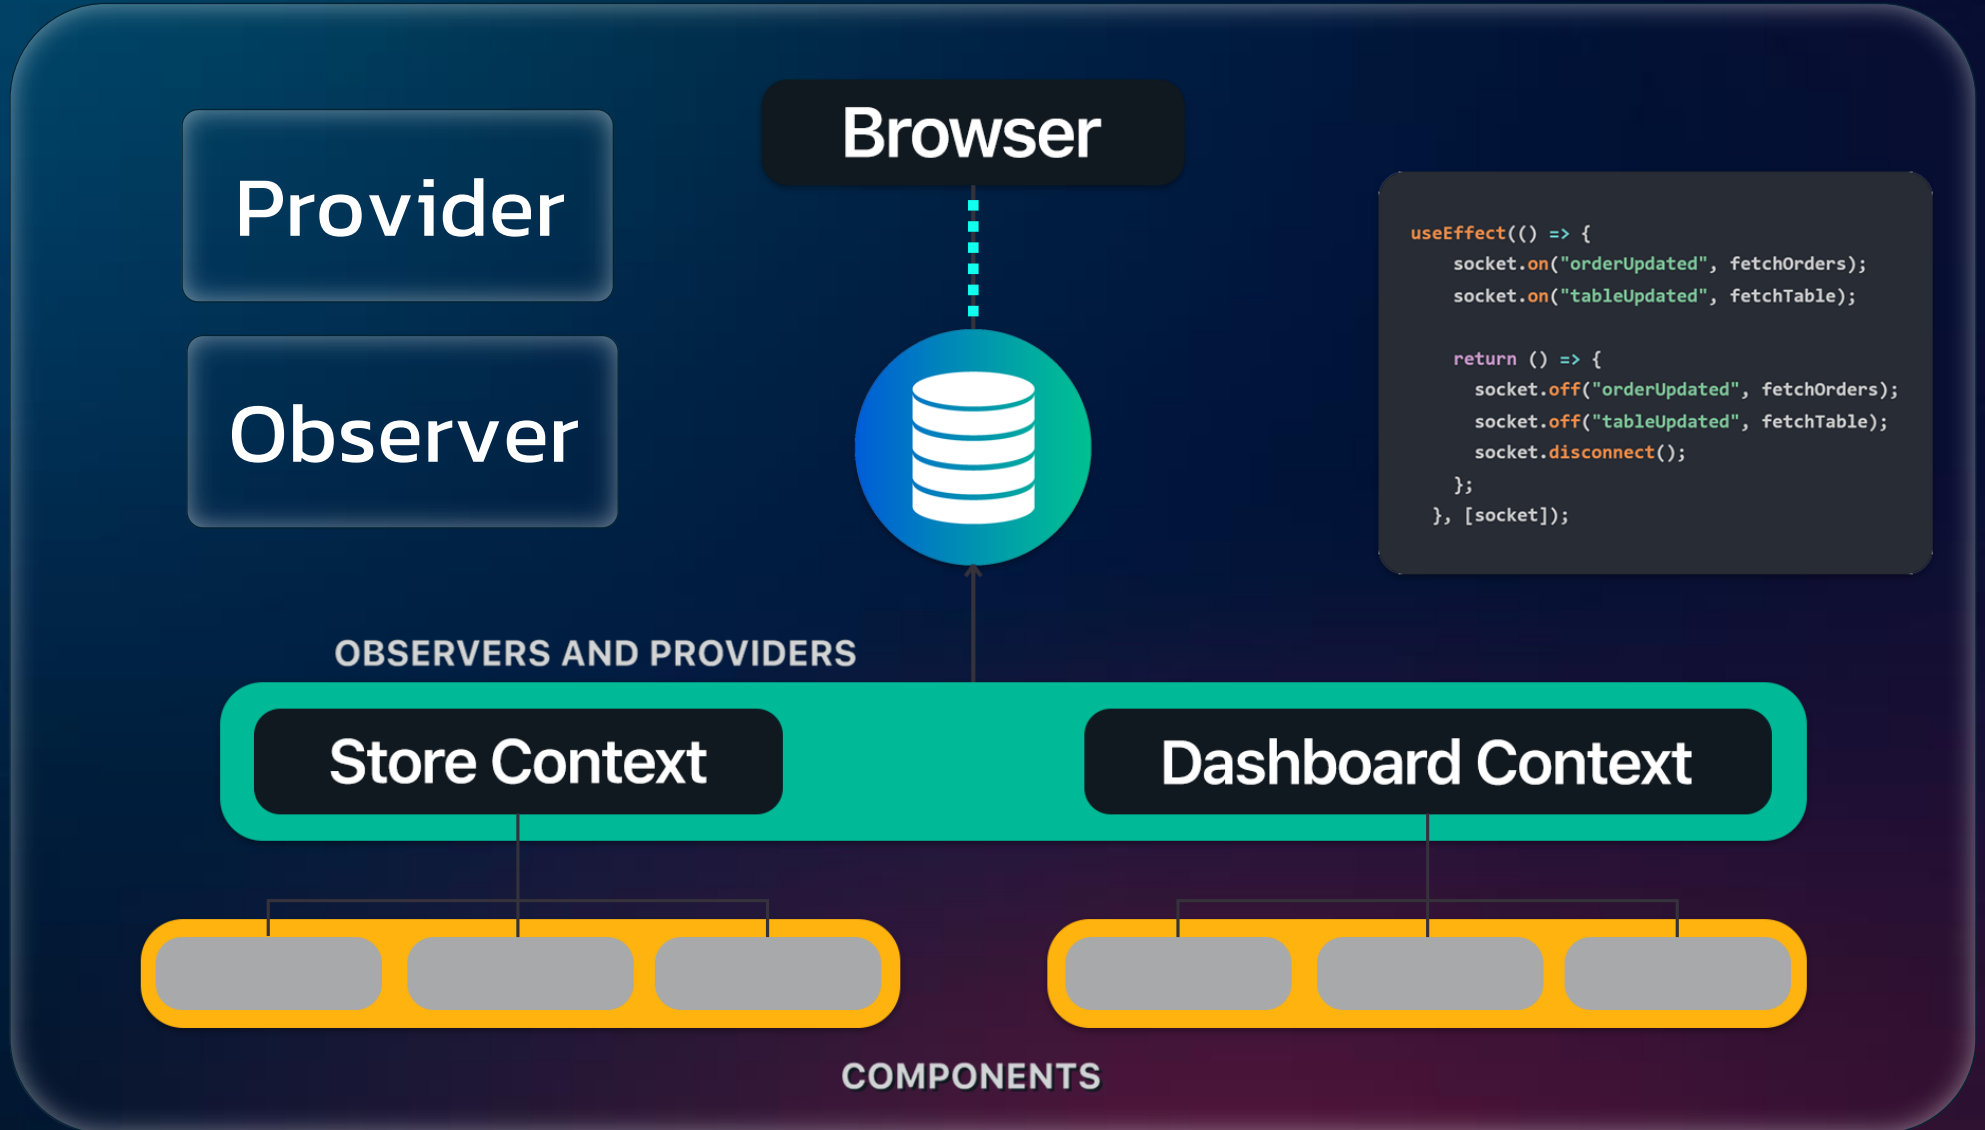 Browser
Provider
Observer
useEffect(() => {
socket.on("orderUpdated", fetchOrders);
socket.on("tableUpdated", fetchTable);
return () => {
socket.off("orderUpdated", fetchOrders);
socket.off("tableUpdated", fetchTable);
socket.disconnect();
};
}, [socket]);
OBSERVERS AND PROVIDERS
Store Context
Dashboard Context
COMPONENTS